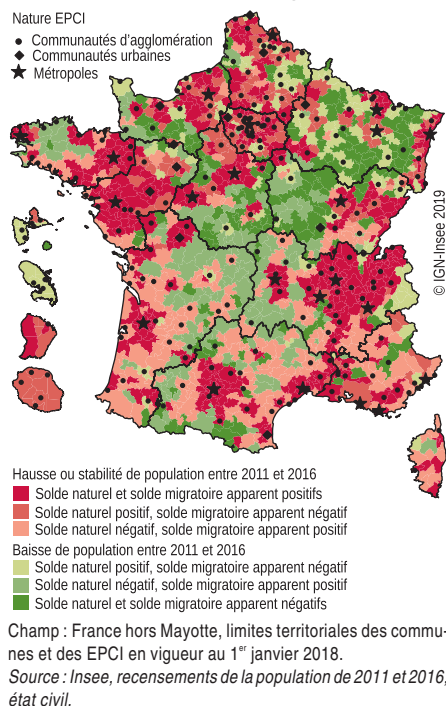 Nature EPCI
Communautés d'agglomération
Communautés urbaines
Métropoles
© IGN-Insee 2019
Hausse ou stabilité de population entre 2011 et 2016
Solde naturel et solde migratoire apparent positifs
Solde naturel positif, solde migratoire apparent négatif
Solde naturel négatif, solde migratoire apparent positif
Baisse de population entre 2011 et 2016
Solde naturel positif, solde migratoire apparent négatif
Solde naturel négatif, solde migratoire apparent positif
Solde naturel et solde migratoire apparent négatifs
Champ : France hors Mayotte, limites territoriales des commu-
nes et des EPCI en vigueur au 1er janvier 2018.
Source : Insee, recensements de la population de 2011 et 2016,
état civil.